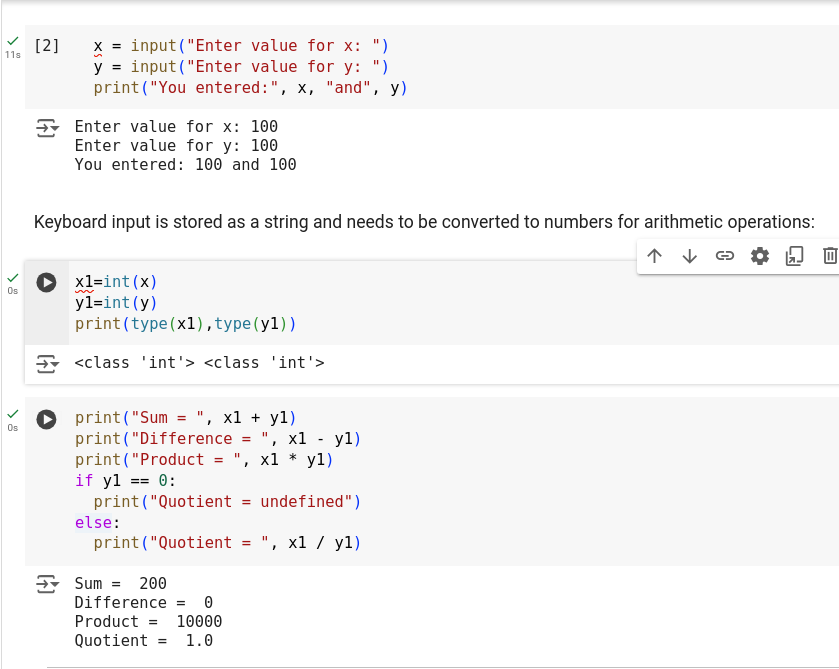 [2] x = input("Enter value for x: ")
11s
y = input("Enter value for y: ")
print("You entered:", x, "and", y)
Enter value for x: 100
Enter value for y: 100
You entered: 100 and 100
Keyboard input is stored as a string and needs to be converted to numbers for arithmetic operations:
x1=int(x)
0s
y1=int(y)
print(type(x1),type(y1))
<class 'int'> <class 'int'>
print("Sum = ", x1 + y1)
0s
print("Difference = ", x1 - y1)
print("Product = ", x1 * y1)
if y1 == 0:
  print("Quotient = undefined")
else:
  print("Quotient = ", x1 / y1)
Sum =  200
Difference =  0
Product =  10000
Quotient =  1.0